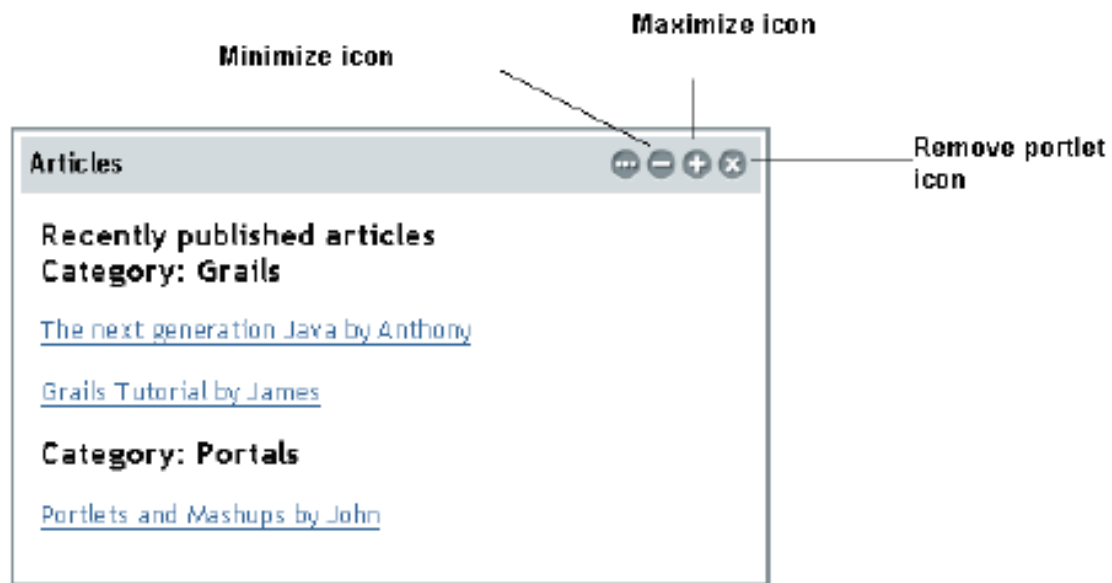 Maximize icon
Minimize icon
Articles
Remove portlet
icon
Recently published articles
Category: Grails
The next generation Java by Anthony
Grails Tutorial by James
Category: Portals
Portlets and Mashups by John